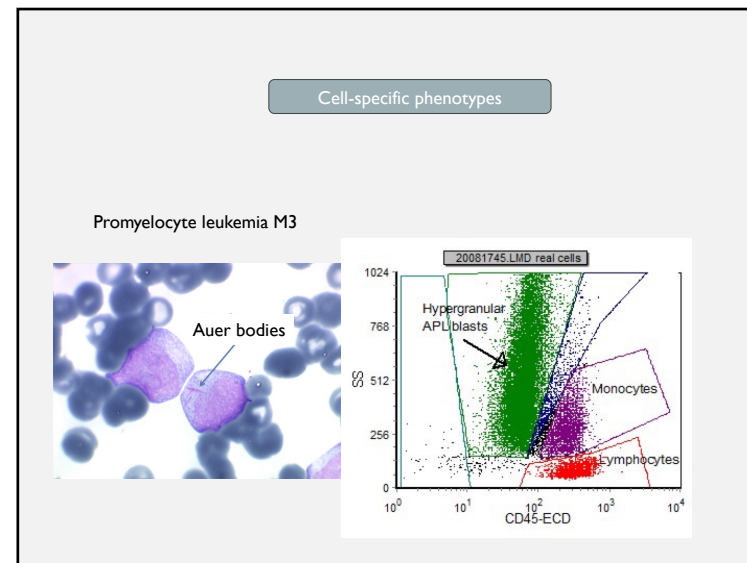 Cell-specific phenotypes
Promyelocyte leukemia M3
Auer bodies
20081745.LMD real cells
1024
768
512
256
0
SS
Hypergranular
APL blasts
Monocytes
Lymphocytes
10^0 10^1 10^2 10^3 10^4
CD45-ECD